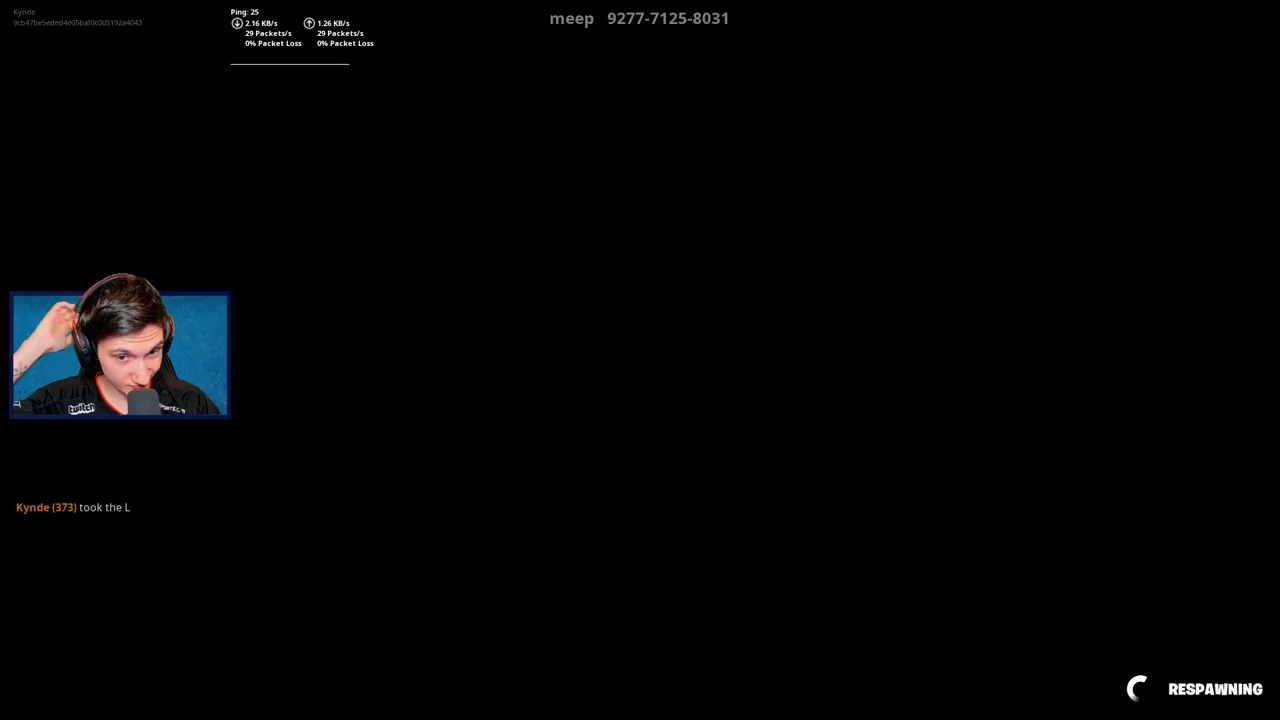 Kynde
9cb47be5eded4e05baf0c005192a4043
Ping: 25
2.16 KB/s
29 Packets/s
0% Packet Loss
1.26 KB/s
29 Packets/s
0% Packet Loss
meep 9277-7125-8031
twitch
Kynde (373) took the L
RESPAWNING